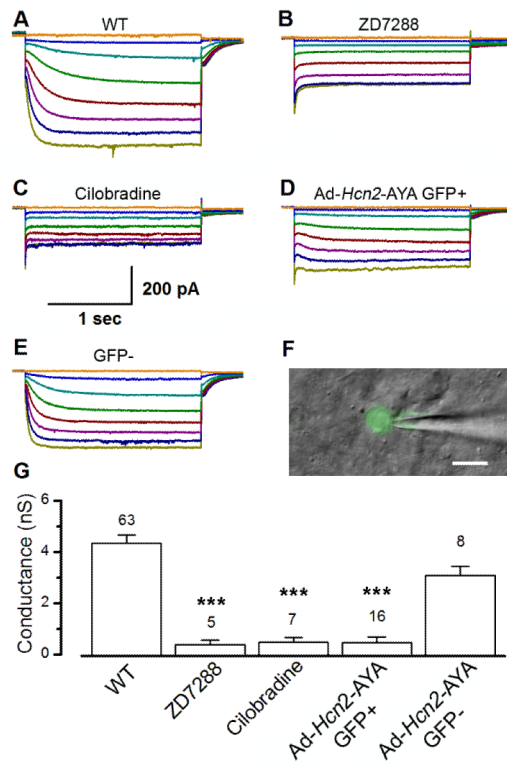 A
WT
B
ZD7288
C
Cilobradine
D
Ad-Hcn2-AYA GFP+
200 pA
1 sec
E
GFP-
F
G
Conductance (nS)
6
4
2
0
63
***
5
***
7
***
16
8
WT
ZD7288
Cilobradine
Ad-Hcn2-AYA
GFP+
Ad-Hcn2-AYA
GFP-